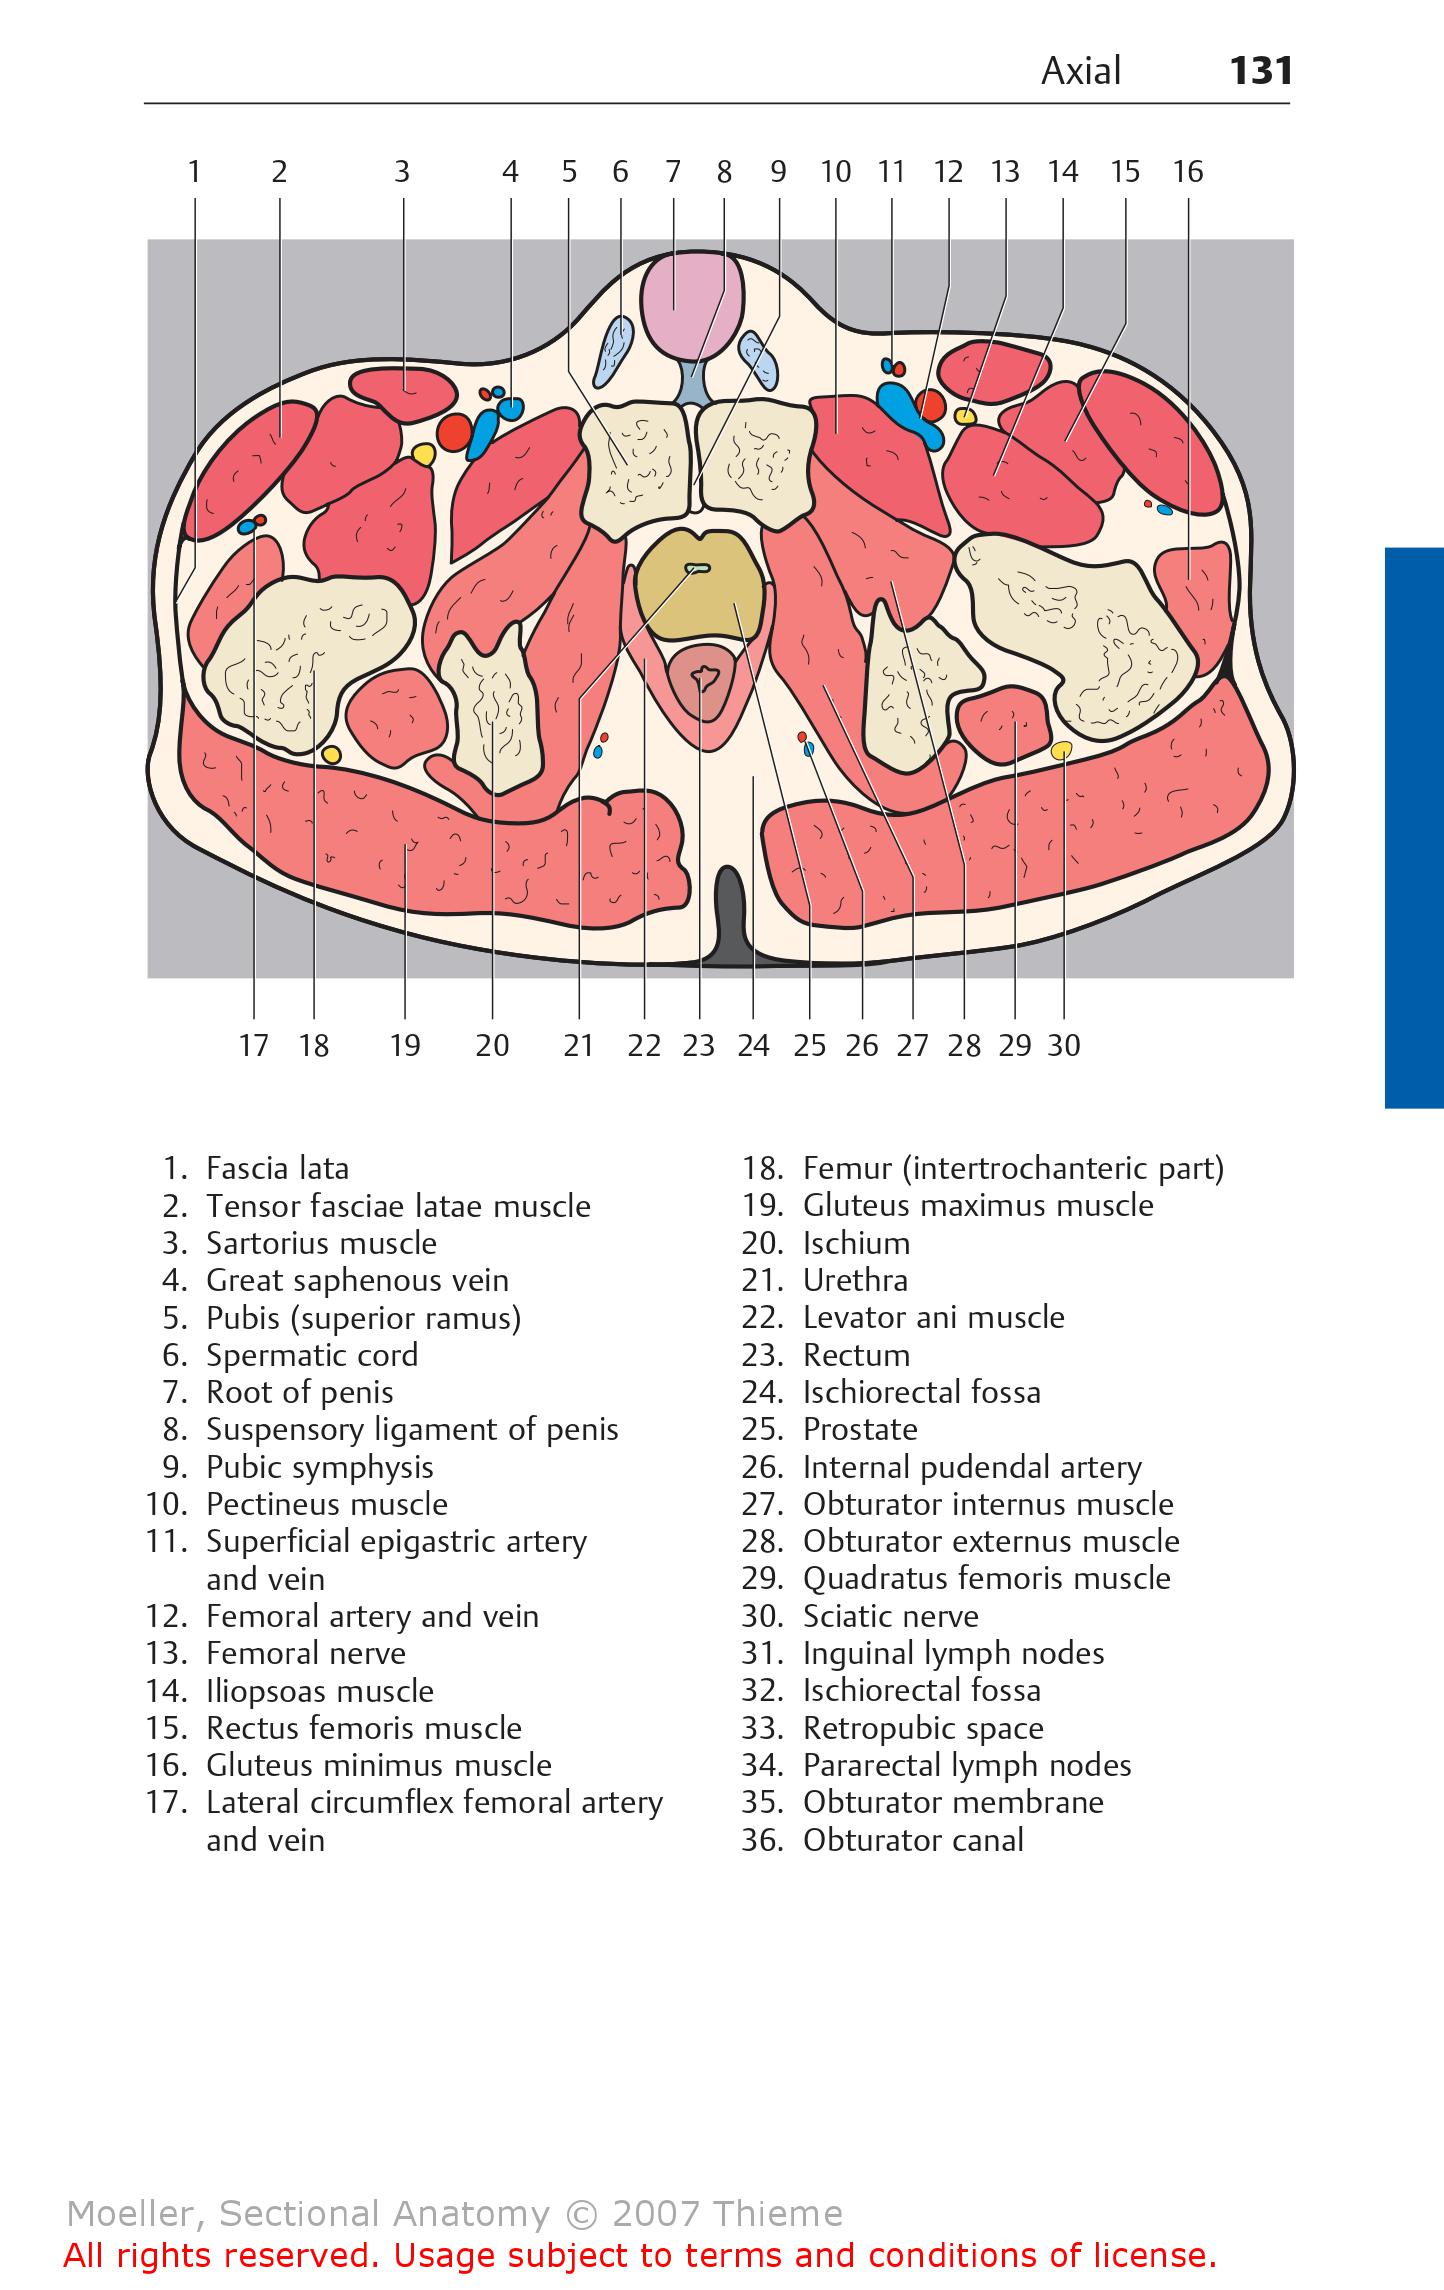 Axial 131
1 2 3 4 5 6 7 8 9 10 11 12 13 14 15 16
17 18 19 20 21 22 23 24 25 26 27 28 29 30
1. Fascia lata
2. Tensor fasciae latae muscle
3. Sartorius muscle
4. Great saphenous vein
5. Pubis (superior ramus)
6. Spermatic cord
7. Root of penis
8. Suspensory ligament of penis
9. Pubic symphysis
10. Pectineus muscle
11. Superficial epigastric artery
and vein
12. Femoral artery and vein
13. Femoral nerve
14. Iliopsoas muscle
15. Rectus femoris muscle
16. Gluteus minimus muscle
17. Lateral circumflex femoral artery
and vein
18. Femur (intertrochanteric part)
19. Gluteus maximus muscle
20. Ischium
21. Urethra
22. Levator ani muscle
23. Rectum
24. Ischiorectal fossa
25. Prostate
26. Internal pudendal artery
27. Obturator internus muscle
28. Obturator externus muscle
29. Quadratus femoris muscle
30. Sciatic nerve
31. Inguinal lymph nodes
32. Ischiorectal fossa
33. Retropubic space
34. Pararectal lymph nodes
35. Obturator membrane
36. Obturator canal
Moeller, Sectional Anatomy © 2007 Thieme
All rights reserved. Usage subject to terms and conditions of license.